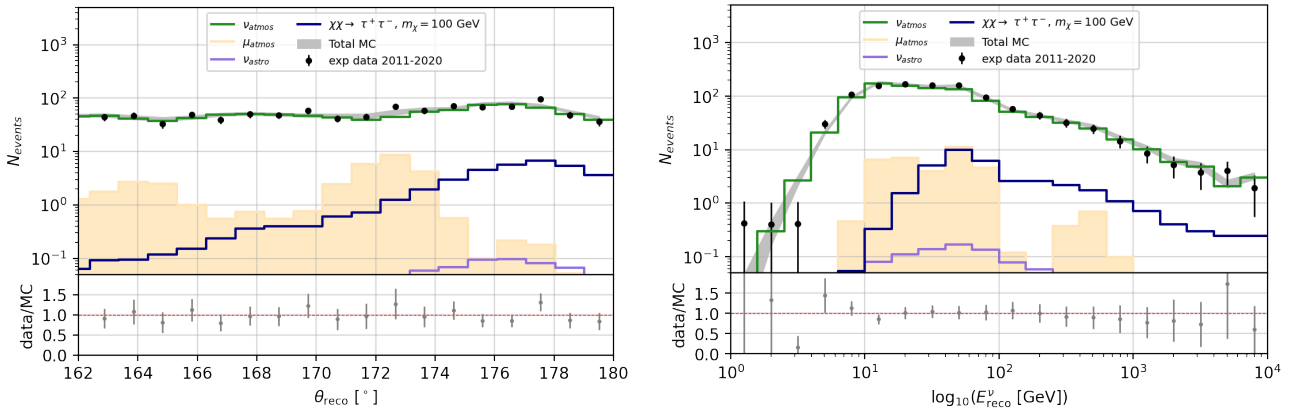 ν_atmos
μ_atmos
ν_astro
χχ→ τ⁺τ⁻, m_χ = 100 GeV
Total MC
exp data 2011-2020
10³
10²
10¹
10⁰
10⁻¹
N_events
1.5
1.0
0.5
0.0
data/MC
162 164 166 168 170 172 174 176 178 180
θ_reco [°]
ν_atmos
μ_atmos
ν_astro
χχ→ τ⁺τ⁻, m_χ = 100 GeV
Total MC
exp data 2011-2020
10³
10²
10¹
10⁰
10⁻¹
N_events
1.5
1.0
0.5
0.0
data/MC
10⁰ 10¹ 10² 10³ 10⁴
log₁₀(E^ν_reco [GeV])